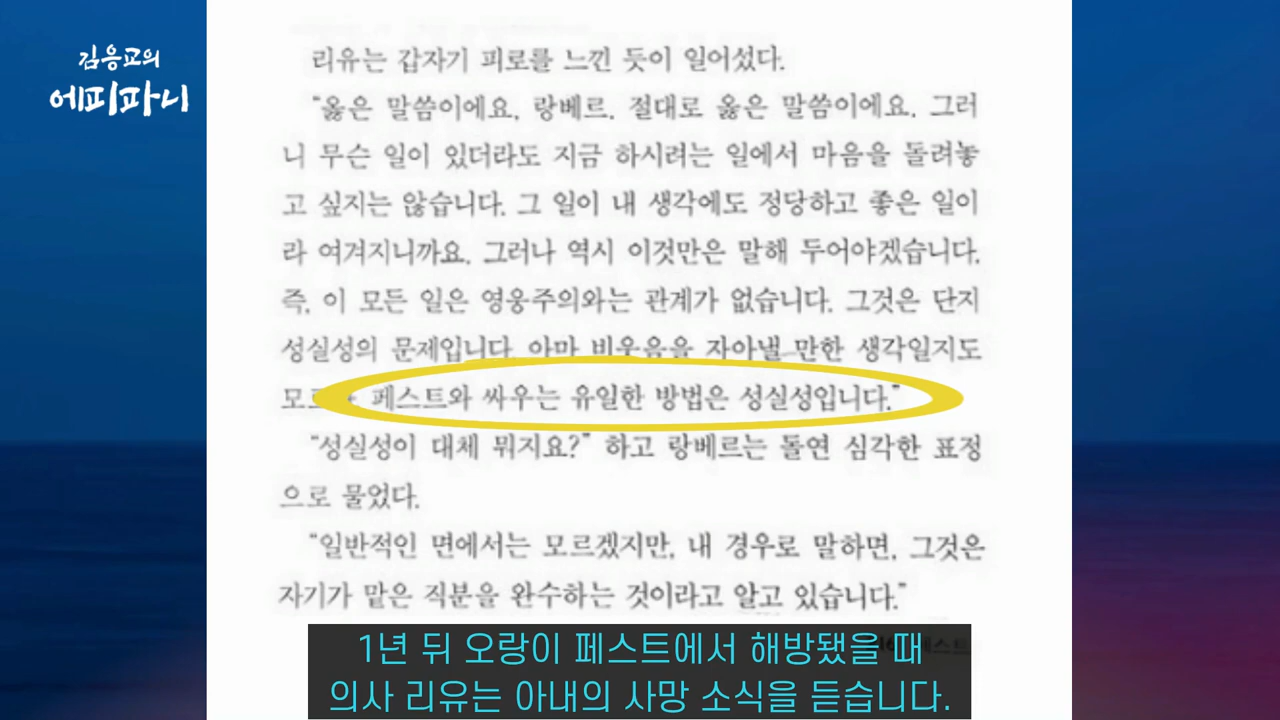 김응교의
에피파니
리유는 갑자기 피로를 느낀 듯이 일어섰다.
"옳은 말씀이에요, 랑베르. 절대로 옳은 말씀이에요. 그러
니 무슨 일이 있더라도 지금 하시려는 일에서 마음을 돌려놓
고 싶지는 않습니다. 그 일이 내 생각에도 정당하고 좋은 일이
라 여겨지니까요. 그러나 역시 이것만은 말해 두어야겠습니다.
즉, 이 모든 일은 영웅주의와는 관계가 없습니다. 그것은 단지
성실성의 문제입니다. 아마 비웃음을 자아낼 만한 생각일지도
페스트와 싸우는 유일한 방법은 성실성입니다."
"성실성이 대체 뭐지요?" 하고 랑베르는 돌연 심각한 표정
으로 물었다.
"일반적인 면에서는 모르겠지만, 내 경우로 말하면, 그것은
자기가 맡은 직분을 완수하는 것이라고 알고 있습니다."
1년 뒤 오랑이 페스트에서 해방됐을 때
의사 리유는 아내의 사망 소식을 듣습니다.